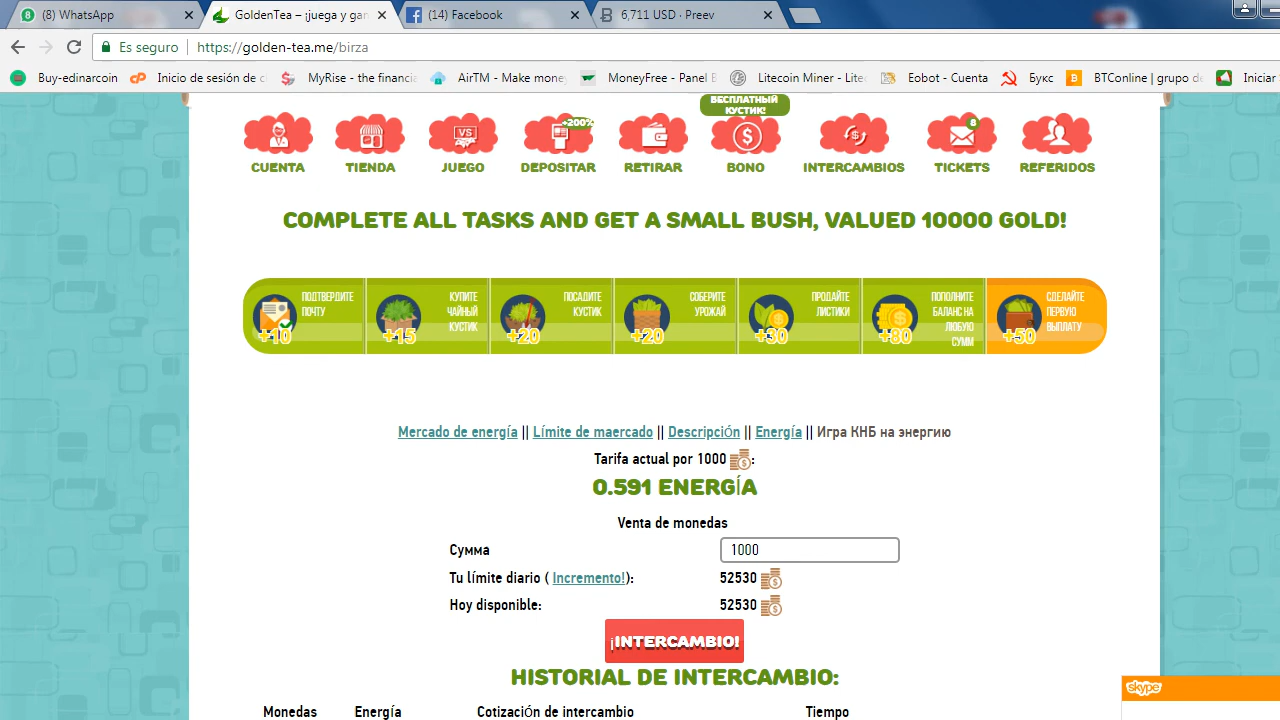 (8) WhatsApp
GoldenTea – ¡juega y gan
(14) Facebook
6,711 USD · Preev
Es seguro
https://golden-tea.me/birza
Buy-edinarcoin
Inicio de sesión de c
MyRise - the financia
AirTM - Make mone
MoneyFree - Panel B
Litecoin Miner - Lite
Eobot - Cuenta
Букс
BTConline | grupo de
Iniciar
БЕСПЛАТНЫЙ
КУСТИК!
+200%
8
VS
CUENTA
TIENDA
JUEGO
DEPOSITAR
RETIRAR
BONO
INTERCAMBIOS
TICKETS
REFERIDOS
COMPLETE ALL TASKS AND GET A SMALL BUSH, VALUED 10000 GOLD!
ПОДТВЕРДИТЕ
ПОЧТУ
+10
КУПИТЕ
ЧАЙНЫЙ
КУСТИК
+15
ПОСАДИТЕ
КУСТИК
+20
СОБЕРИТЕ
УРОЖАЙ
+20
ПРОДАЙТЕ
ЛИСТИКИ
+30
ПОПОЛНИТЕ
БАЛАНС НА
ЛЮБУЮ
СУММ
+80
СДЕЛАЙТЕ
ПЕРВУЮ
ВЫПЛАТУ
+50
Mercado de energía || Límite de maercado || Descripción || Energía || Игра КНБ на энергию
Tarifa actual por 1000 :
0.591 ENERGÍA
Venta de monedas
Сумма 1000
Tu límite diario ( Incremento!): 52530
Hoy disponible: 52530
¡INTERCAMBIO!
HISTORIAL DE INTERCAMBIO:
skype
Monedas Energía Cotización de intercambio Tiempo